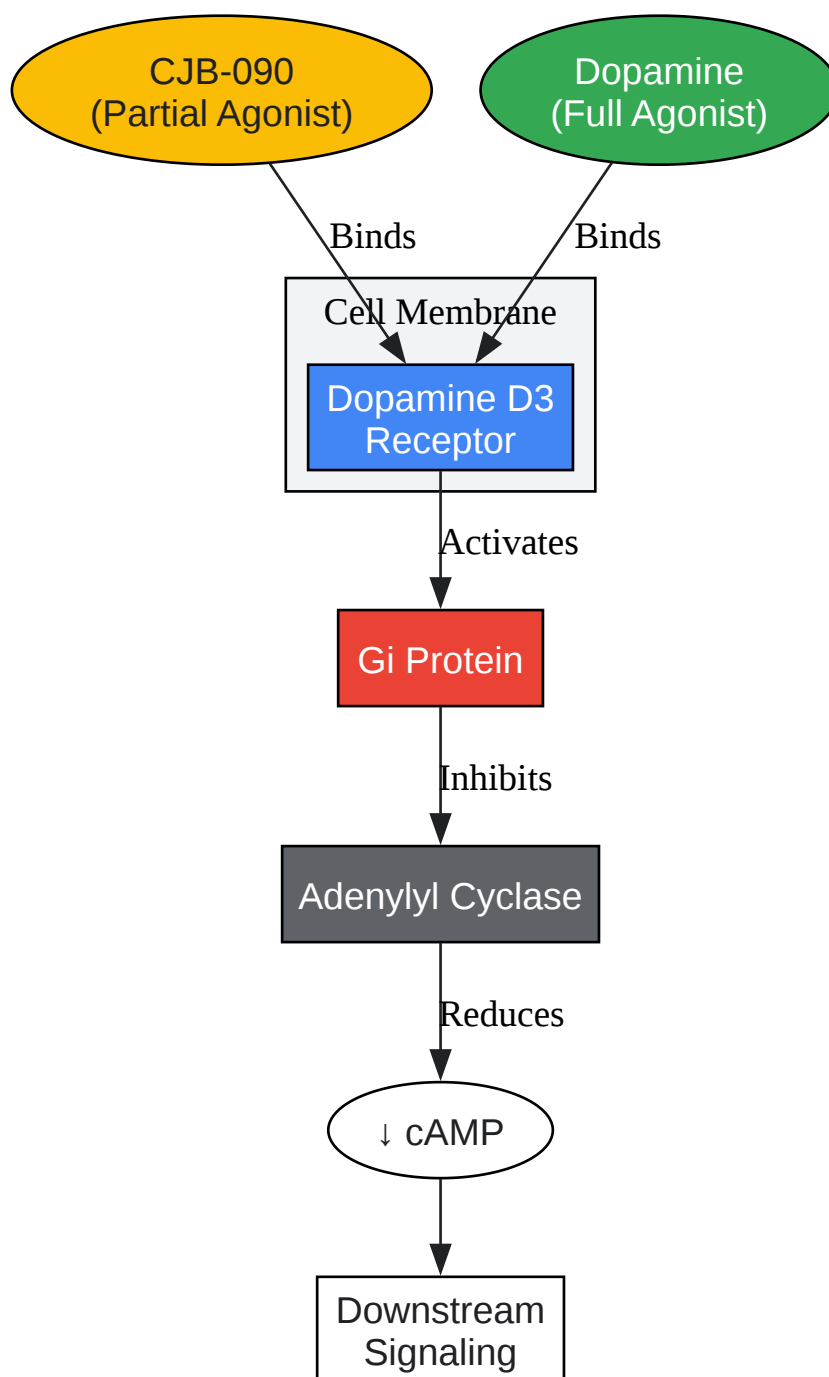 CJB-090
(Partial Agonist)
Dopamine
(Full Agonist)
Binds
Binds
Cell Membrane
Dopamine D3
Receptor
Activates
Gi Protein
Inhibits
Adenylyl Cyclase
Reduces
↓ cAMP
Downstream
Signaling